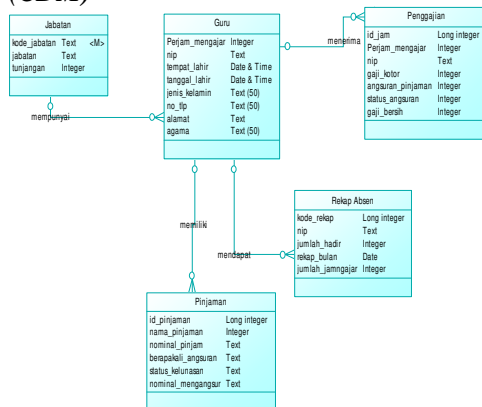 (CDM)
Jabatan
kode_jabatan Text <M>
jabatan Text
tunjangan Integer
Guru
Perjam_mengajar Integer
nip Text
tempat_lahir Date & Time
tanggal_lahir Date & Time
jenis_kelamin Text (50)
no_tlp Text (50)
alamat Text
agama Text (50)
Penggajian
id_jam Long integer
Perjam_mengajar Integer
nip Text
gaji_kotor Integer
angsuran_pinjaman Integer
status_angsuran Integer
gaji_bersih Integer
menerima
mempunyai
memiliki
mendapat
Rekap Absen
kode_rekap Long integer
nip Text
jumlah_hadir Integer
rekap_bulan Date
jumlah_jamngajar Integer
Pinjaman
id_pinjaman Long integer
nama_pinjaman Integer
nominal_pinjam Text
berapakali_angsuran Text
status_kelunasan Text
nominal_mengangsur Text